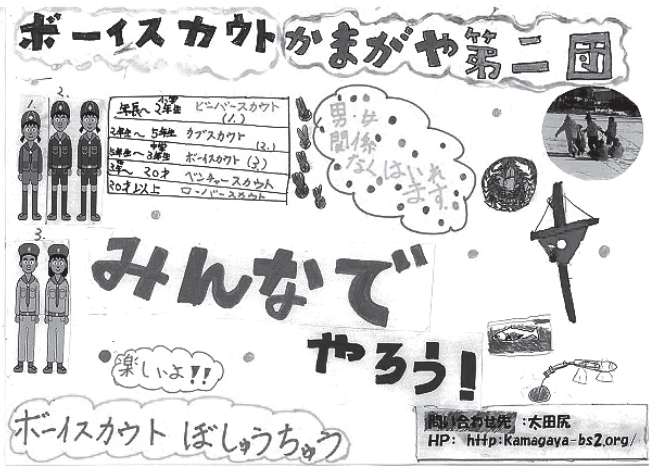 ボーイスカウトかまがや第二団
1.
2.
年長～小学2年生 ビーバースカウト
(1.)
2年生～5年生 カブスカウト
(2.)
5年生～中学3年生 ボーイスカウト(3.)
～20才 ベンチャースカウト
20才以上 ローバースカウト
男・女
関係
なくはいれ
ます。
3.
みんなで
やろう!
楽しいよ!!
ボーイスカウト ぼしゅうちゅう
問い合わせ先:太田尻
HP: http:kamagaya-bs2.org/